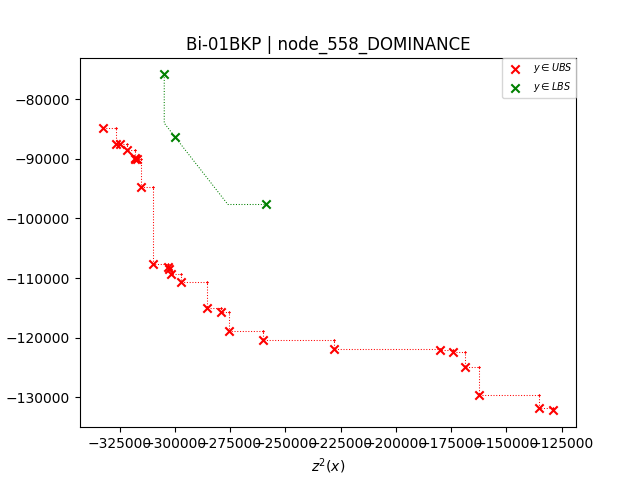 Bi-01BKP | node_558_DOMINANCE
y ∈ UBS
y ∈ LBS
−80000
−90000
−100000
−110000
−120000
−130000
−325000 −300000 −275000 −250000 −225000 −200000 −175000 −150000 −125000
z²(x)